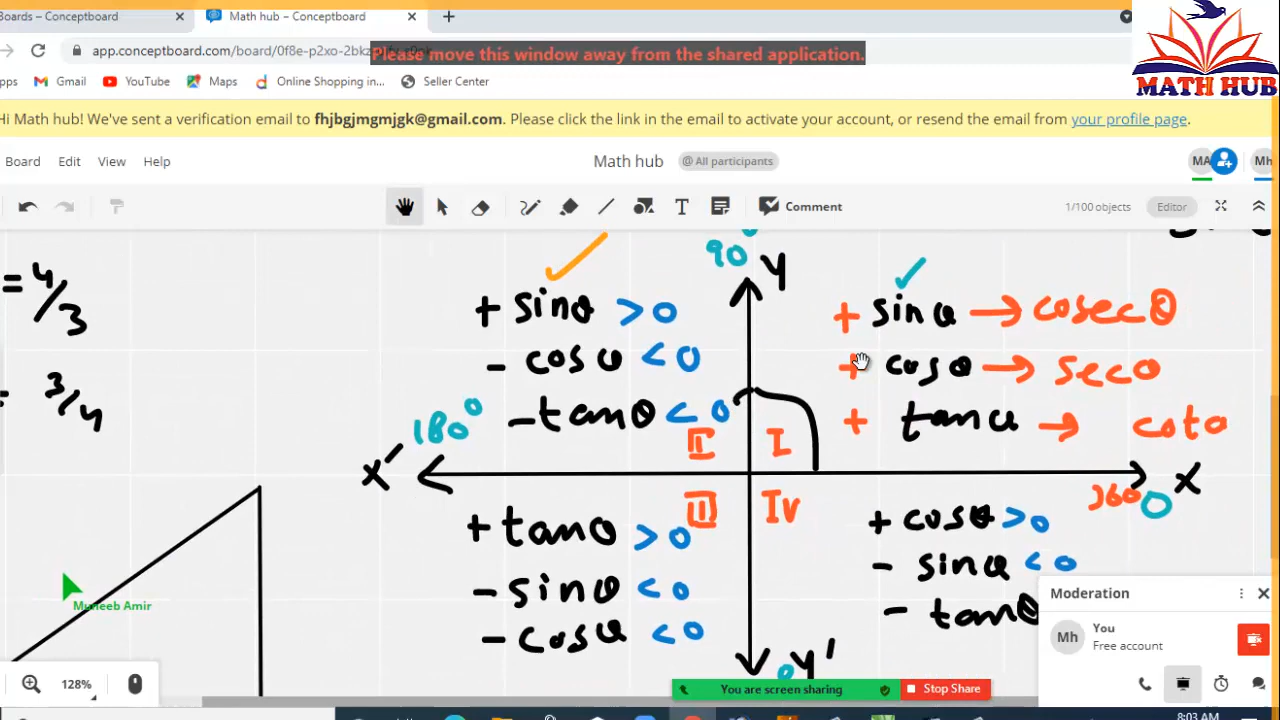 Boards – Conceptboard
Math hub – Conceptboard
app.conceptboard.com/board/0f8e-p2xo-2bkz
Please move this window away from the shared application.
MATH HUB
pps
Gmail
YouTube
Maps
Online Shopping in...
Seller Center
Hi Math hub! We've sent a verification email to fhjbgjmgmjgk@gmail.com. Please click the link in the email to activate your account, or resend the email from your profile page.
Board
Edit
View
Help
Math hub
@ All participants
MA
Mh
T
Comment
1/100 objects
Editor
= 4/3
3/4
90° Y
+ sinθ > 0
- cosθ < 0
- tanθ < 0
+ sinθ → cosecθ
+ cosθ → secθ
+ tanθ → cotθ
180°
II
I
X'
X
360°
0
III
IV
+ tanθ > 0
- sinθ < 0
- cosθ < 0
+ cosθ > 0
- sinθ < 0
- tanθ
Y'
Muneeb Amir
Moderation
Mh
You
Free account
128%
You are screen sharing
Stop Share
8:03 AM